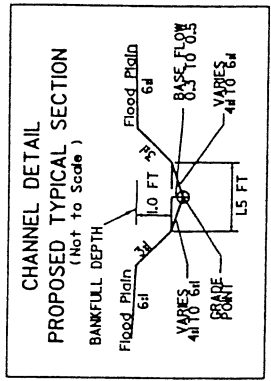 CHANNEL DETAIL
PROPOSED TYPICAL SECTION
( Not to Scale )
BANKFULL DEPTH
Flood Plain
6:1
1.0 FT
Flood Plain
6:1
BASE FLOW
0.3 TO 0.5
VARIES
4:1 TO 6:1
GRADE
POINT
1.5 FT
VARIES
4:1 TO 6:1